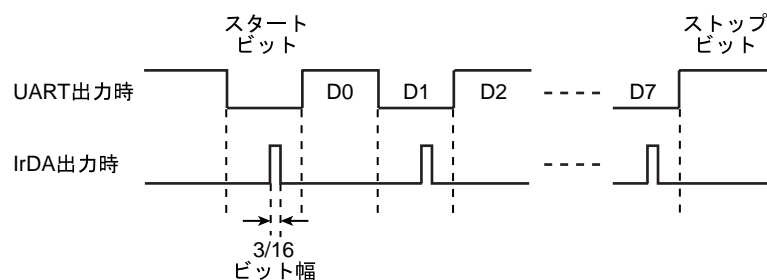 スタート
ビット
ストップ
ビット
UART出力時
D0
D1
D2
D7
IrDA出力時
3/16
ビット幅